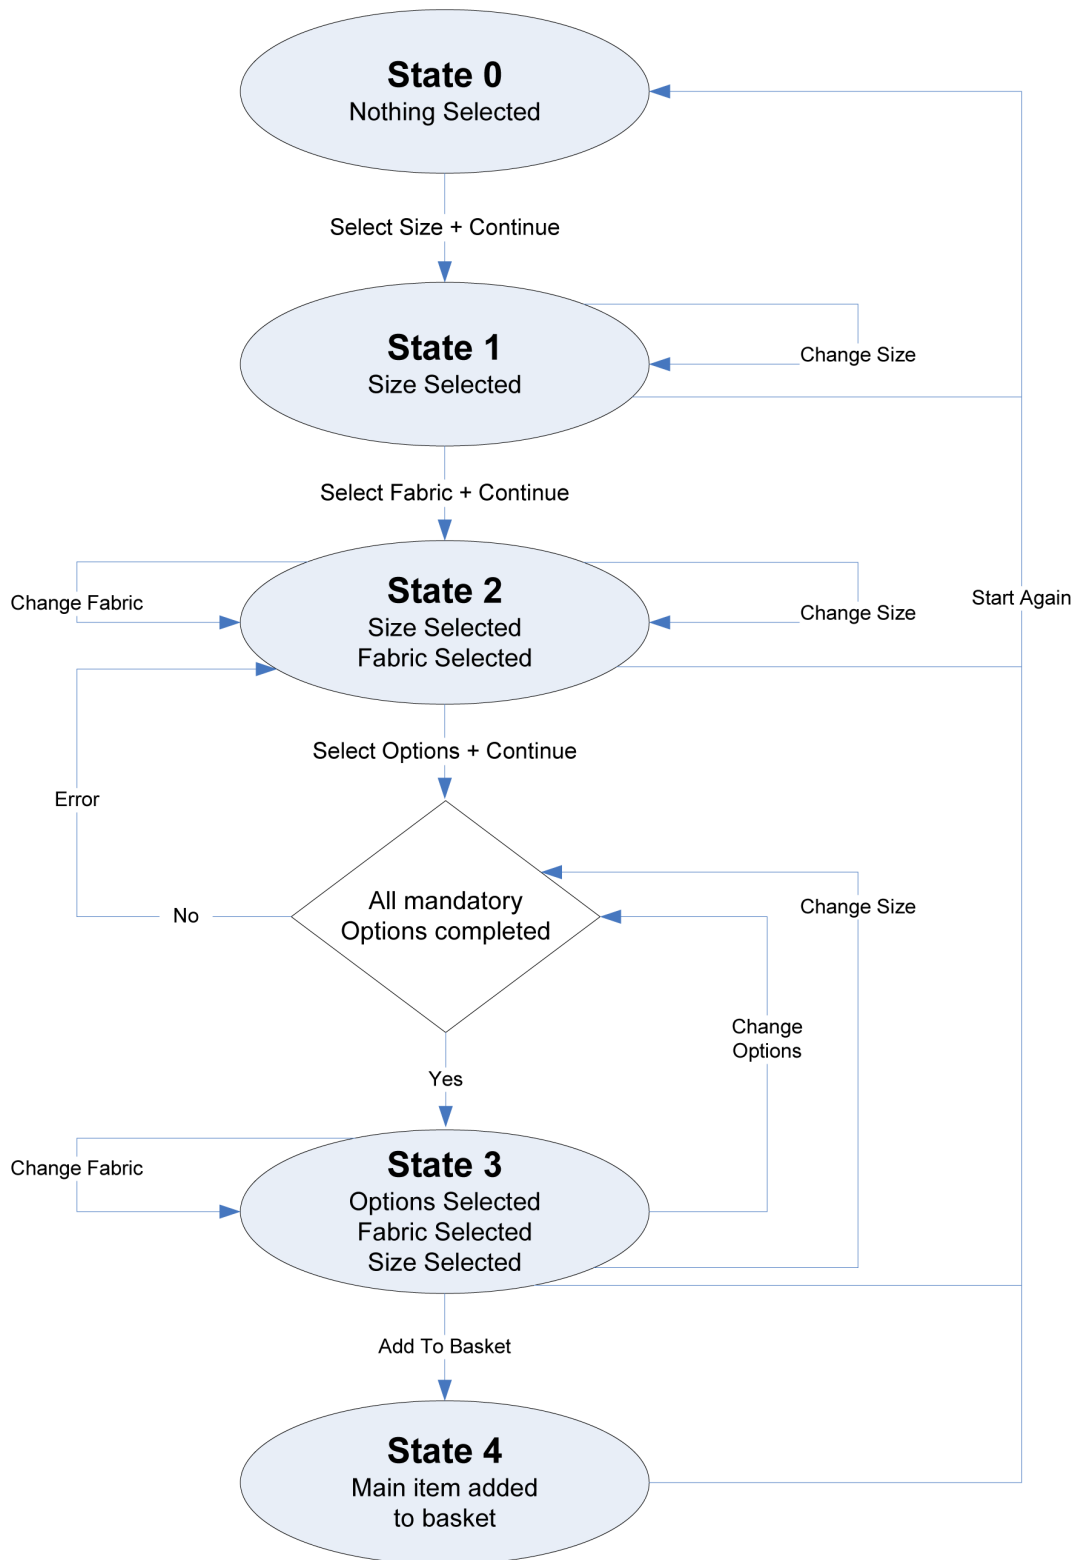 State 0
Nothing Selected
Select Size + Continue
State 1
Size Selected
Change Size
Select Fabric + Continue
State 2
Size Selected
Fabric Selected
Change Fabric
Change Size
Start Again
Select Options + Continue
Error
All mandatory
Options completed
No
Change Size
Change
Options
Yes
State 3
Options Selected
Fabric Selected
Size Selected
Change Fabric
Add To Basket
State 4
Main item added
to basket